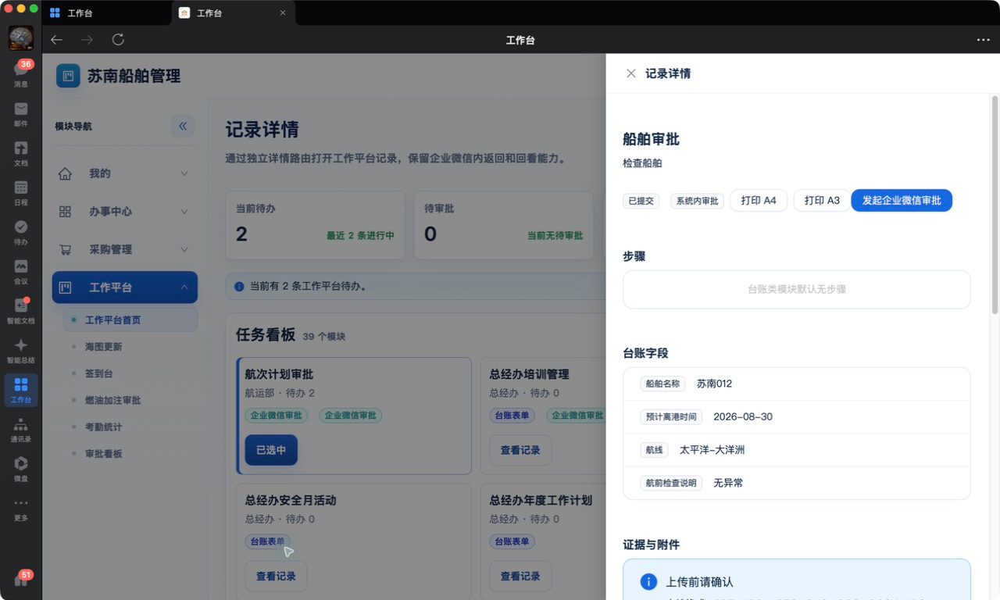 工作台
工作台
工作台
36
消息
邮件
文档
日程
待办
会议
智能文档
智能总结
工作台
通讯录
微盘
更多
51
苏南船舶管理
模块导航
我的
办事中心
采购管理
工作平台
工作平台首页
海图更新
签到台
燃油加注审批
考勤统计
审批看板
记录详情
通过独立详情路由打开工作平台记录，保留企业微信内返回和回看能力。
当前待办
2 最近 2 条进行中
待审批
0 当前无待审批
当前有 2 条工作平台待办。
任务看板 39 个模块
航次计划审批
航运部 · 待办 2
企业微信审批 企业微信审批
已选中
总经办培训管理
总经办 · 待办 0
台账表单 企业微信审批
查看记录
总经办安全月活动
总经办 · 待办 0
台账表单
查看记录
总经办年度工作计划
总经办 · 待办 0
台账表单
查看记录
记录详情
船舶审批
检查船舶
已提交 系统内审批 打印 A4 打印 A3 发起企业微信审批
步骤
台账类模块默认无步骤
台账字段
船舶名称 苏南012
预计离港时间 2026-08-30
航线 太平洋-大洋洲
航前检查说明 无异常
证据与附件
上传前请确认